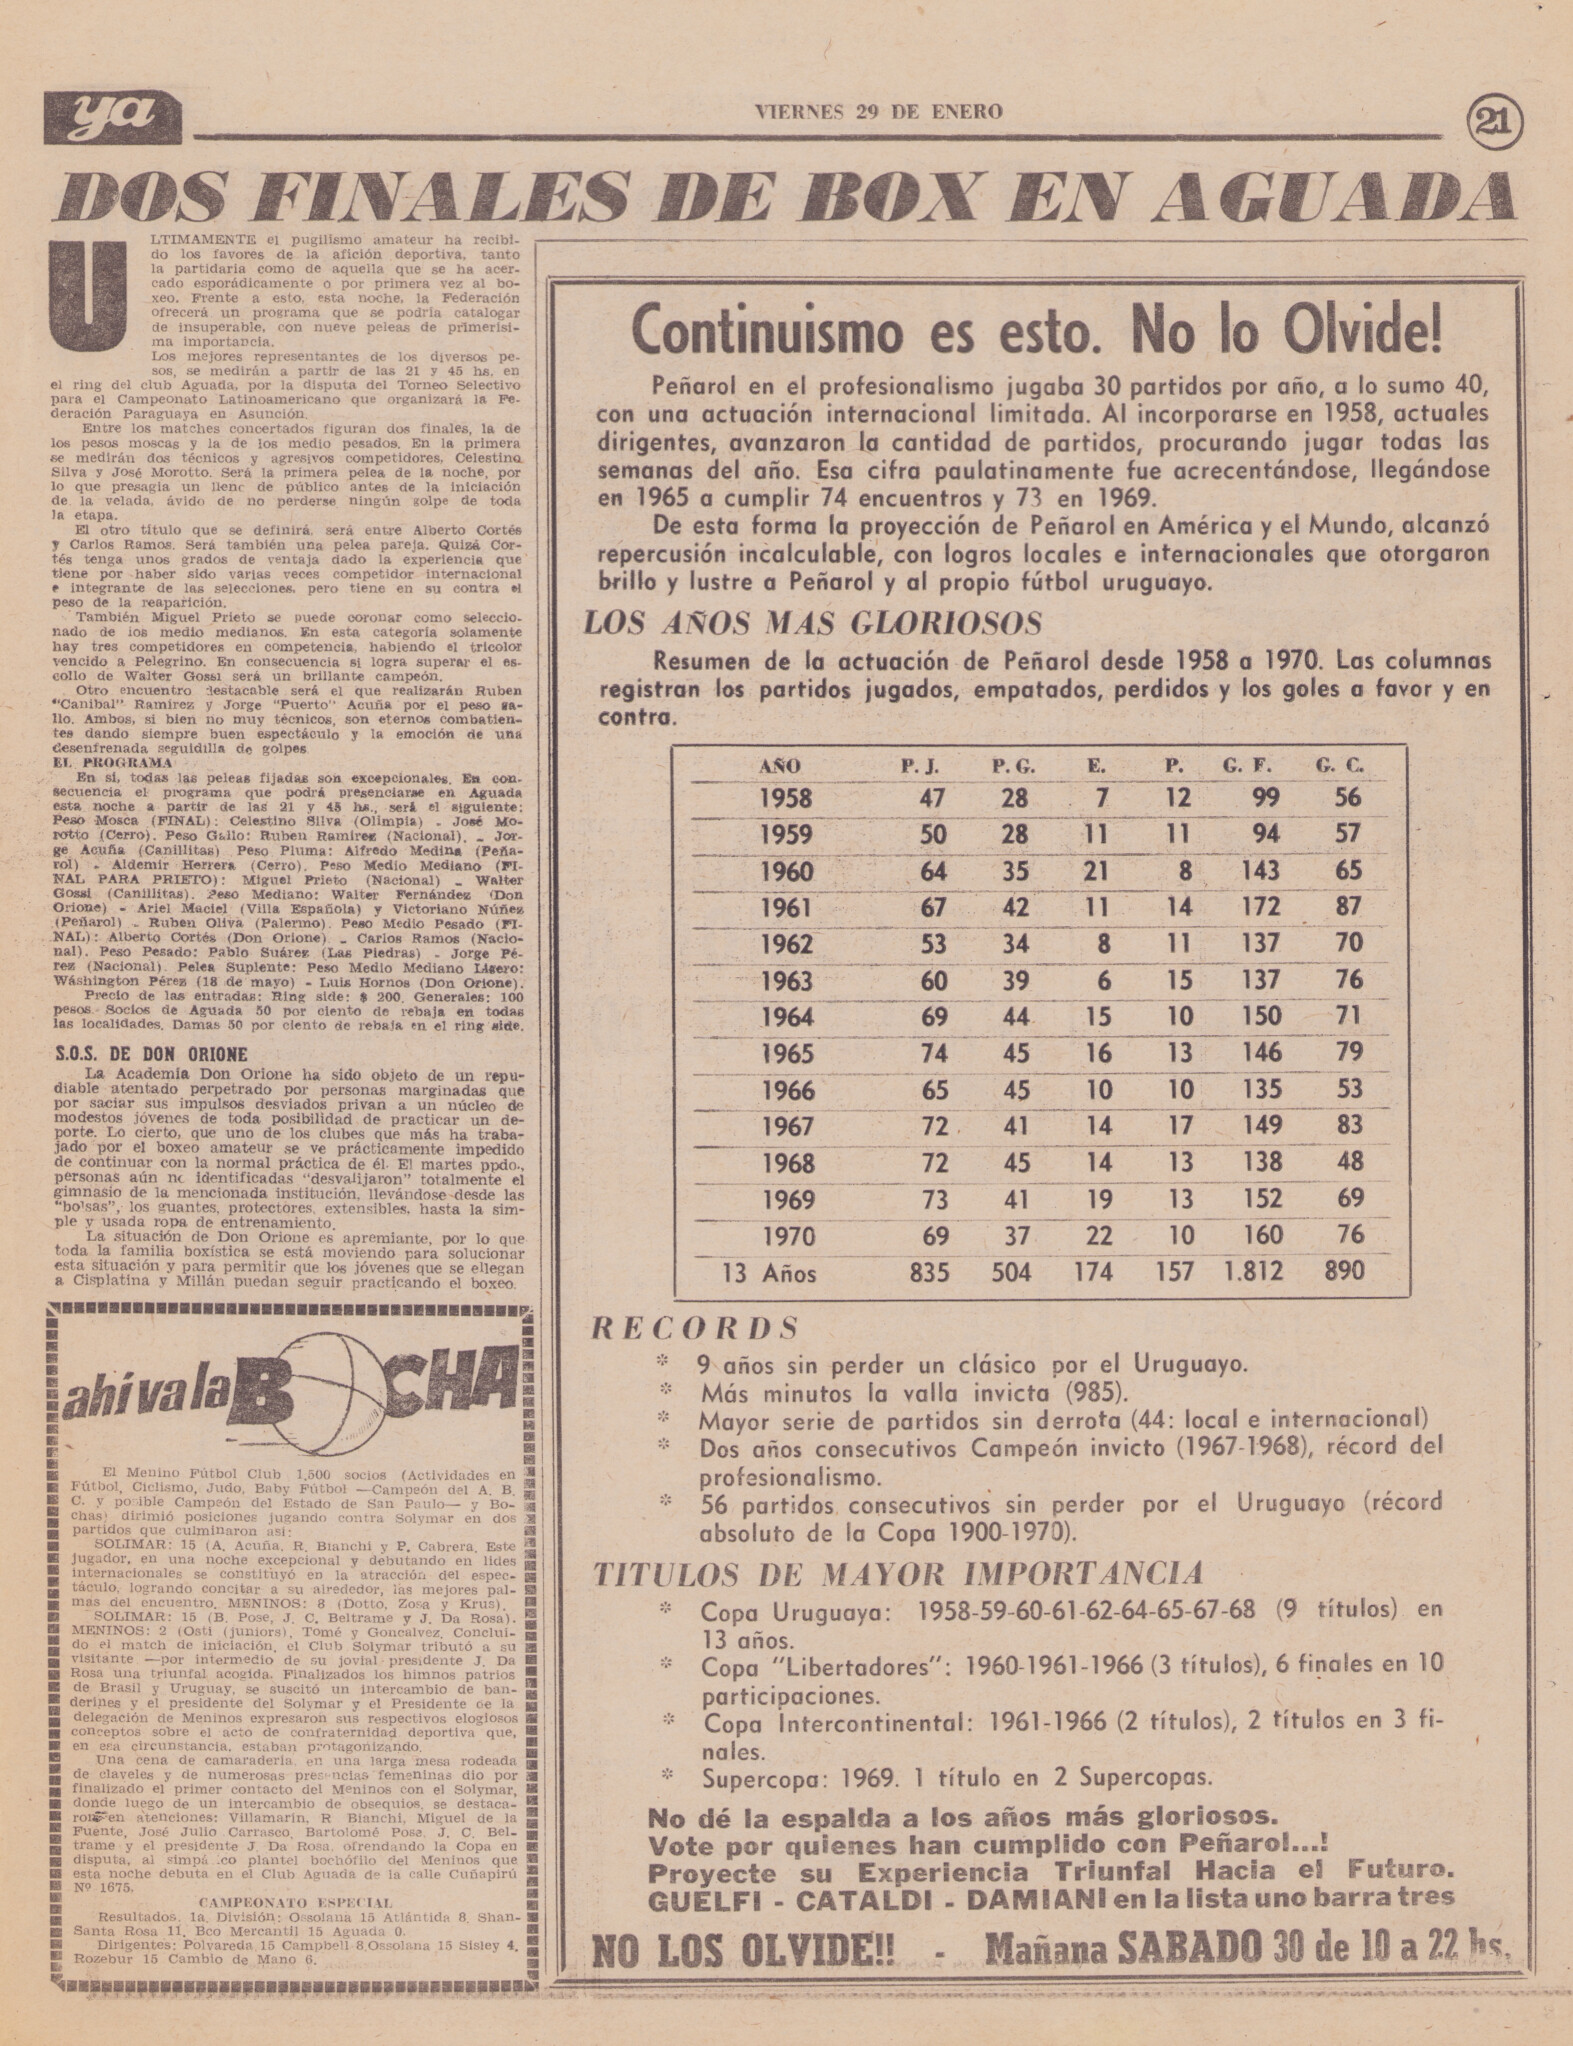 ya
VIERNES 29 DE ENERO
21
DOS FINALES DE BOX EN AGUADA
ULTIMAMENTE el pugilismo amateur ha recibi-
do los favores de la afición deportiva, tanto
la partidaria como de aquella que se ha acer-
cado esporádicamente o por primera vez al bo-
xeo. Frente a esto, esta noche, la Federación
ofrecerá un programa que se podría catalogar
de insuperable, con nueve peleas de primerísi-
ma importancia.
Los mejores representantes de los diversos pe-
sos, se medirán a partir de las 21 y 45 hs. en
el ring del club Aguada, por la disputa del Torneo Selectivo
para el Campeonato Latinoamericano que organizará la Fe-
deración Paraguaya en Asunción.
Entre los matches concertados figuran dos finales, la de
los pesos moscas y la de los medio pesados. En la primera
se medirán dos técnicos y agresivos competidores, Celestino
Silva y José Morotto. Será la primera pelea de la noche, por
lo que presagia un llenc de público antes de la iniciación
de la velada, ávido de no perderse ningún golpe de toda
la etapa.
El otro título que se definirá, será entre Alberto Cortés
y Carlos Ramos. Será también una pelea pareja. Quizá Cor-
tés tenga unos grados de ventaja dado la experiencia que
tiene por haber sido varias veces competidor internacional
e integrante de las selecciones, pero tiene en su contra el
peso de la reaparición.
También Miguel Prieto se puede coronar como seleccio-
nado de los medio medianos. En esta categoría solamente
hay tres competidores en competencia, habiendo el tricolor
vencido a Pelegrino. En consecuencia si logra superar el es-
collo de Walter Gossi será un brillante campeón.
Otro encuentro destacable será el que realizarán Ruben
"Caníbal" Ramírez y Jorge "Puerto" Acuña por el peso ga-
llo. Ambos, si bien no muy técnicos, son eternos combatien-
tes dando siempre buen espectáculo y la emoción de una
desenfrenada seguidilla de golpes
EL PROGRAMA
En sí, todas las peleas fijadas son excepcionales. En con-
secuencia el programa que podrá presenciarse en Aguada
esta noche a partir de las 21 y 45 hs., será el siguiente:
Peso Mosca (FINAL): Celestino Silva (Olimpia) - José Mo-
rotto (Cerro). Peso Gallo: Ruben Ramírez (Nacional). - Jor-
ge Acuña (Canillitas) Peso Pluma: Alfredo Medina (Peña-
rol) - Aldemir Herrera (Cerro). Peso Medio Mediano (FI-
NAL PARA PRIETO): Miguel Prieto (Nacional) - Walter
Gossi (Canillitas). Peso Mediano: Walter Fernández (Don
Orione) - Ariel Maciel (Villa Española) y Victoriano Núñez
(Peñarol) - Ruben Oliva (Palermo). Peso Medio Pesado (FI-
NAL): Alberto Cortés (Don Orione) - Carlos Ramos (Nacio-
nal). Peso Pesado: Pablo Suárez (Las Piedras) - Jorge Pé-
rez (Nacional). Pelea Suplente: Peso Medio Mediano Ligero:
Wáshington Pérez (18 de mayo) - Luis Hornos (Don Orione).
Precio de las entradas: Ring side: $ 200. Generales: 100
pesos. Socios de Aguada 50 por ciento de rebaja en todas
las localidades. Damas 50 por ciento de rebaja en el ring side.
S.O.S. DE DON ORIONE
La Academia Don Orione ha sido objeto de un repu-
diable atentado perpetrado por personas marginadas que
por saciar sus impulsos desviados privan a un núcleo de
modestos jóvenes de toda posibilidad de practicar un de-
porte. Lo cierto, que uno de los clubes que más ha traba-
jado por el boxeo amateur se ve prácticamente impedido
de continuar con la normal práctica de él. El martes ppdo.,
personas aún nc identificadas "desvalijaron" totalmente el
gimnasio de la mencionada institución, llevándose desde las
"bolsas", los guantes, protectores, extensibles, hasta la sim-
ple y usada ropa de entrenamiento.
La situación de Don Orione es apremiante, por lo que
toda la familia boxística se está moviendo para solucionar
esta situación y para permitir que los jóvenes que se ellegan
a Cisplatina y Millán puedan seguir practicando el boxeo.
ahí va la BOCHA
El Menino Fútbol Club 1.500 socios (Actividades en
Fútbol, Ciclismo, Judo, Baby Fútbol —Campeón del A. B.
C. y posible Campeón del Estado de San Paulo— y Bo-
chas) dirimió posiciones jugando contra Solymar en dos
partidos que culminaron así:
SOLIMAR: 15 (A. Acuña, R. Bianchi y P. Cabrera. Este
jugador, en una noche excepcional y debutando en lides
internacionales se constituyó en la atracción del espec-
táculo, logrando concitar a su alrededor, las mejores pal-
mas del encuentro. MENINOS: 8 (Dotto, Zosa y Krus).
SOLIMAR: 15 (B. Pose, J. C. Beltrame y J. Da Rosa).
MENINOS: 2 (Osti (juniors), Tomé y Goncalvez. Conclui-
do el match de iniciación, el Club Solymar tributó a su
visitante —por intermedio de su jovial presidente J. Da
Rosa una triunfal acogida. Finalizados los himnos patrios
de Brasil y Uruguay, se suscitó un intercambio de ban-
derines y el presidente del Solymar y el Presidente de la
delegación de Meninos expresaron sus respectivos elogiosos
conceptos sobre el acto de confraternidad deportiva que,
en esa circunstancia, estaban protagonizando.
Una cena de camaradería, en una larga mesa rodeada
de claveles y de numerosas presencias femeninas dio por
finalizado el primer contacto del Meninos con el Solymar,
donde luego de un intercambio de obsequios, se destaca-
ron en atenciones: Villamarín, R Bianchi, Miguel de la
Fuente, José Julio Carrasco, Bartolomé Pose, J. C. Bel-
trame y el presidente J. Da Rosa, ofrendando la Copa en
disputa, al plantel bochófilo del Meninos que
esta noche debuta en el Club Aguada de la calle Cuñapirú
Nº 1675.
CAMPEONATO ESPECIAL
Resultados. 1a. División: Ossolana 15 Atlántida 8, Shan-
Santa Rosa 11, Bco Mercantil 15 Aguada 0.
Dirigentes: Polvareda 15 Campbell 8, Ossolana 15 Sisley 4,
Rozebur 15 Cambio de Mano 6.
Continuismo es esto. No lo Olvide!
Peñarol en el profesionalismo jugaba 30 partidos por año, a lo sumo 40,
con una actuación internacional limitada. Al incorporarse en 1958, actuales
dirigentes, avanzaron la cantidad de partidos, procurando jugar todas las
semanas del año. Esa cifra paulatinamente fue acrecentándose, llegándose
en 1965 a cumplir 74 encuentros y 73 en 1969.
De esta forma la proyección de Peñarol en América y el Mundo, alcanzó
repercusión incalculable, con logros locales e internacionales que otorgaron
brillo y lustre a Peñarol y al propio fútbol uruguayo.
LOS AÑOS MAS GLORIOSOS
Resumen de la actuación de Peñarol desde 1958 a 1970. Las columnas
registran los partidos jugados, empatados, perdidos y los goles a favor y en
contra.
AÑO P. J. P. G. E. P. G. F. G. C.
1958 47 28 7 12 99 56
1959 50 28 11 11 94 57
1960 64 35 21 8 143 65
1961 67 42 11 14 172 87
1962 53 34 8 11 137 70
1963 60 39 6 15 137 76
1964 69 44 15 10 150 71
1965 74 45 16 13 146 79
1966 65 45 10 10 135 53
1967 72 41 14 17 149 83
1968 72 45 14 13 138 48
1969 73 41 19 13 152 69
1970 69 37 22 10 160 76
13 Años 835 504 174 157 1.812 890
RECORDS
* 9 años sin perder un clásico por el Uruguayo.
* Más minutos la valla invicta (985).
* Mayor serie de partidos sin derrota (44: local e internacional)
* Dos años consecutivos Campeón invicto (1967-1968), récord del
profesionalismo.
* 56 partidos consecutivos sin perder por el Uruguayo (récord
absoluto de la Copa 1900-1970).
TITULOS DE MAYOR IMPORTANCIA
* Copa Uruguaya: 1958-59-60-61-62-64-65-67-68 (9 títulos) en
13 años.
* Copa "Libertadores": 1960-1961-1966 (3 títulos), 6 finales en 10
participaciones.
* Copa Intercontinental: 1961-1966 (2 títulos), 2 títulos en 3 fi-
nales.
* Supercopa: 1969. 1 título en 2 Supercopas.
No dé la espalda a los años más gloriosos.
Vote por quienes han cumplido con Peñarol...!
Proyecte su Experiencia Triunfal Hacia el Futuro.
GUELFI - CATALDI - DAMIANI en la lista uno barra tres
NO LOS OLVIDE!! - Mañana SABADO 30 de 10 a 22 hs.